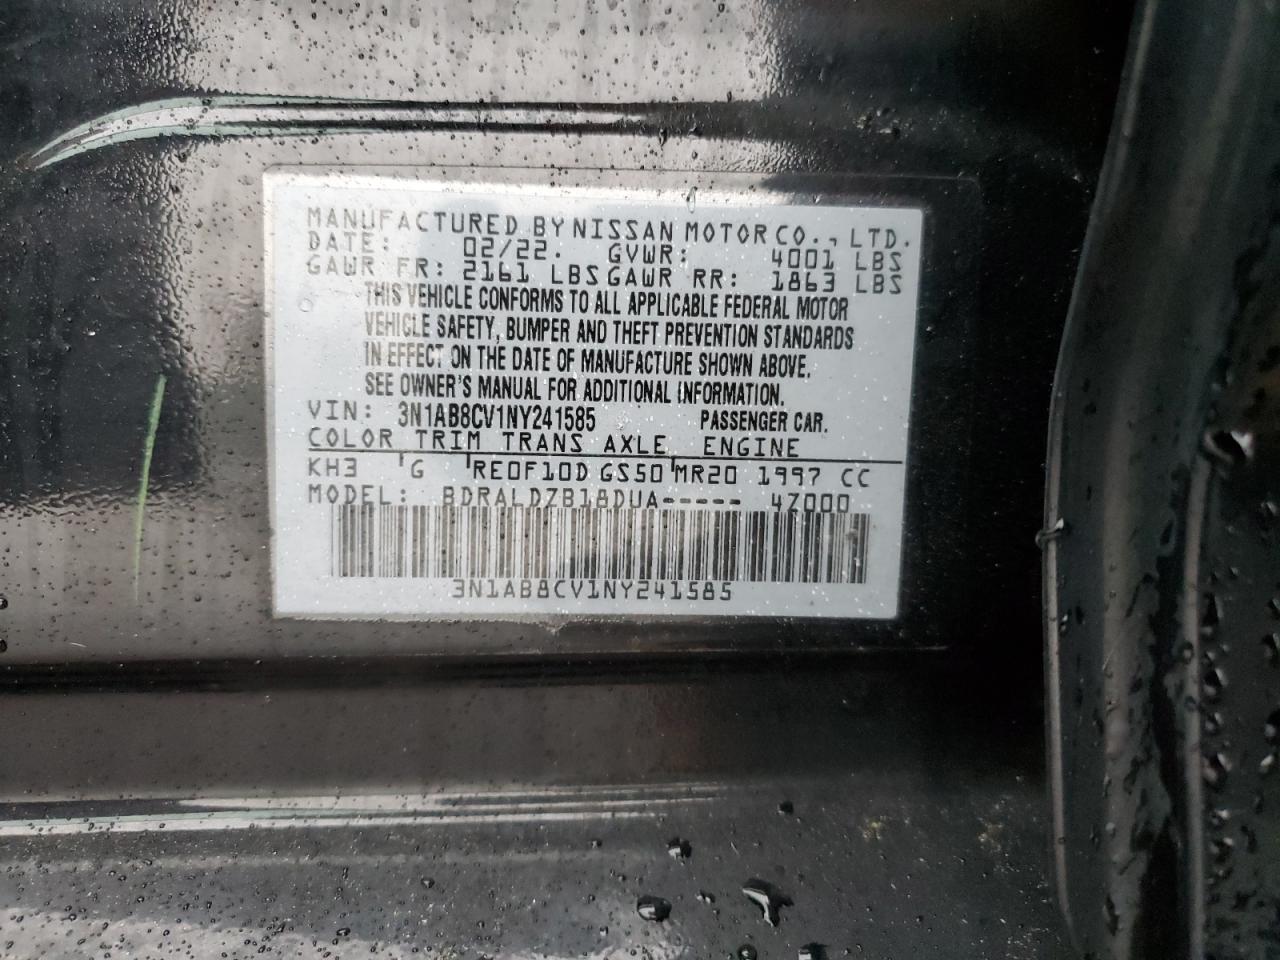 MANUFACTURED BY NISSAN MOTOR CO., LTD.
DATE: 02/22. GVWR: 4001 LBS
GAWR FR: 2161 LBS GAWR RR: 1863 LBS
THIS VEHICLE CONFORMS TO ALL APPLICABLE FEDERAL MOTOR
VEHICLE SAFETY, BUMPER AND THEFT PREVENTION STANDARDS
IN EFFECT ON THE DATE OF MANUFACTURE SHOWN ABOVE.
SEE OWNER'S MANUAL FOR ADDITIONAL INFORMATION.
VIN: 3N1AB8CV1NY241585 PASSENGER CAR.
COLOR TRIM TRANS AXLE ENGINE
KH3 G RE0F10D GS50 MR20 1997 CC
MODEL: BDRALDZB18DUA----- 4Z000
3N1AB8CV1NY241585